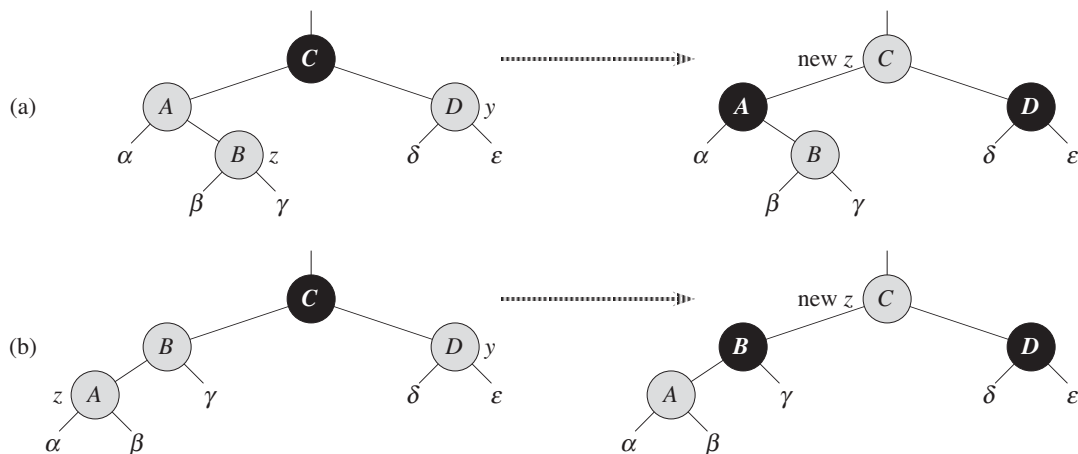 C new z C
(a) A D y A D
α B z δ ε α B δ ε
β γ β γ
C new z C
(b) B D y B D
z A γ δ ε A γ δ ε
α β α β